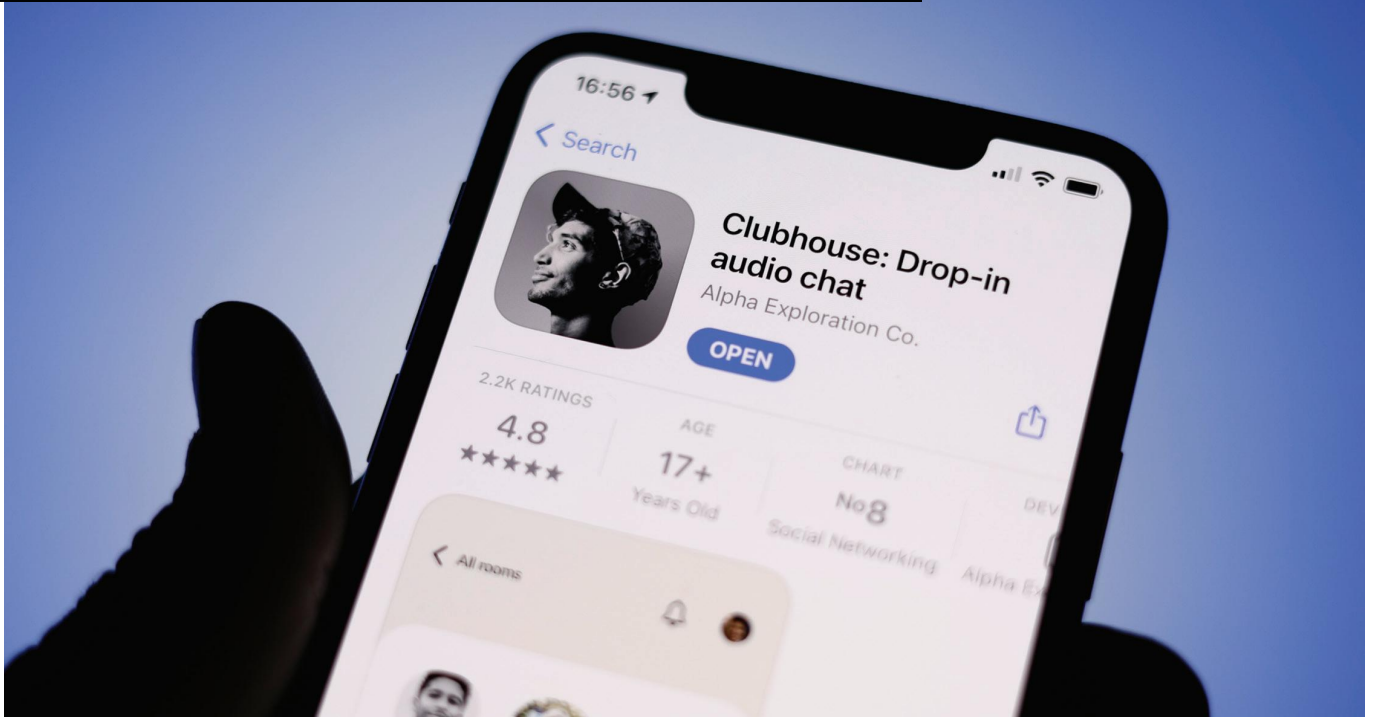 16:56
Search
Clubhouse: Drop-in
audio chat
Alpha Exploration Co.
OPEN
2.2K RATINGS
4.8
AGE
17+
Years Old
CHART
No8
Social Networking
DEV
Alpha Ex
All rooms